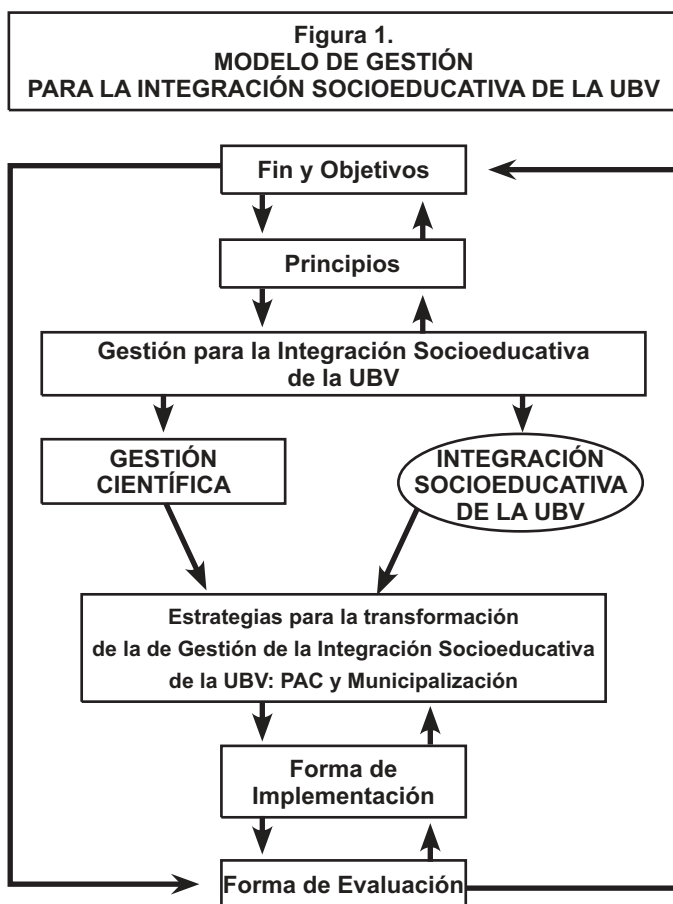 Figura 1.
MODELO DE GESTIÓN
PARA LA INTEGRACIÓN SOCIOEDUCATIVA DE LA UBV
Fin y Objetivos
Principios
Gestión para la Integración Socioeducativa
de la UBV
GESTIÓN
CIENTÍFICA
INTEGRACIÓN
SOCIOEDUCATIVA
DE LA UBV
Estrategias para la transformación
de la de Gestión de la Integración Socioeducativa
de la UBV: PAC y Municipalización
Forma de
Implementación
Forma de Evaluación